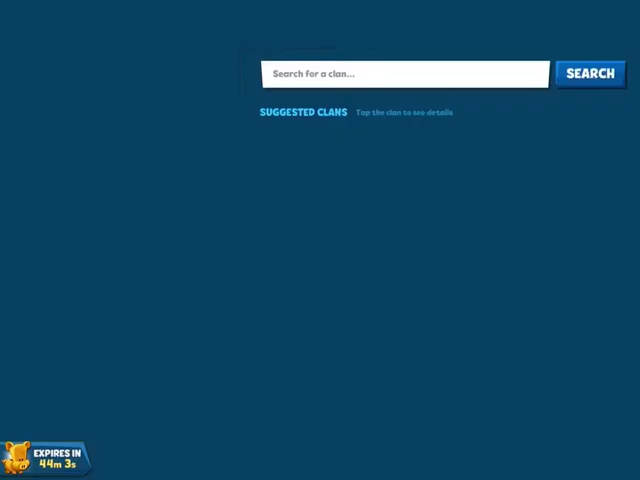 Search for a clan...
SEARCH
SUGGESTED CLANS Tap the clan to see details
EXPIRES IN
44m 3s